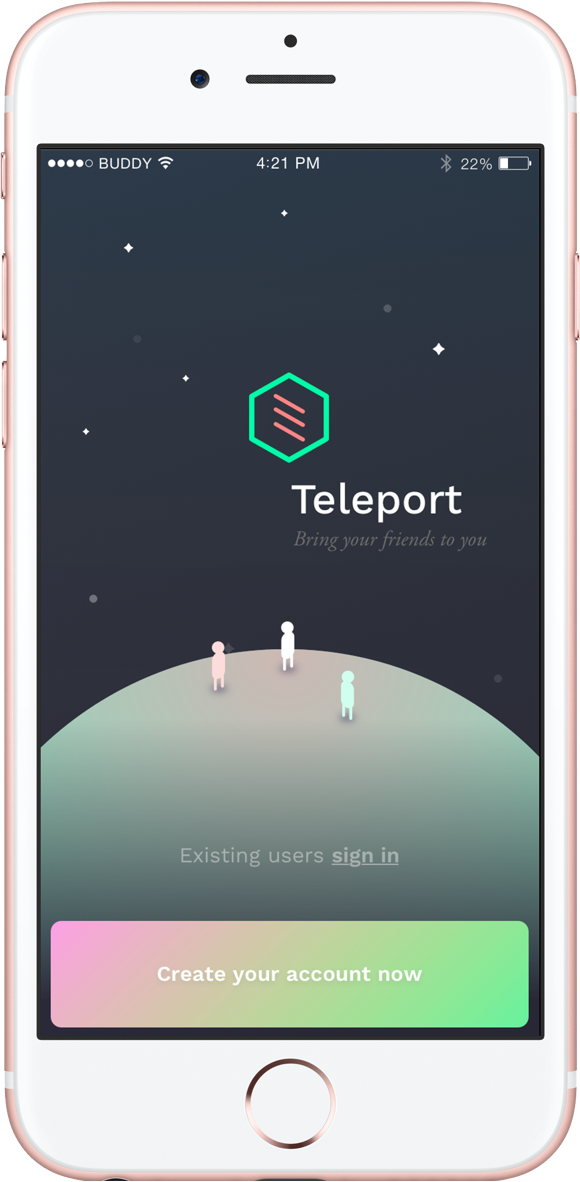 BUDDY 4:21 PM 22%
Teleport
Bring your friends to you
Existing users sign in
Create your account now